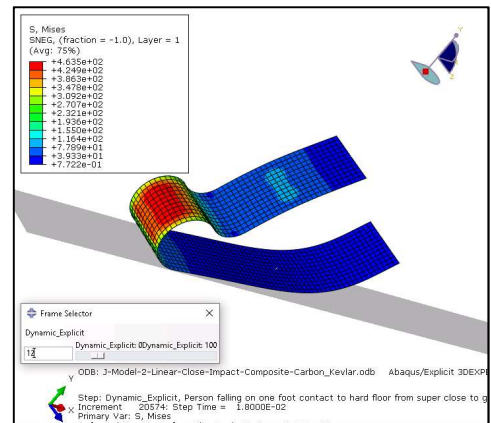 S, Mises
SNEG, (fraction = -1.0), Layer = 1
(Avg: 75%)
+4.635e+02
+4.249e+02
+3.863e+02
+3.478e+02
+3.092e+02
+2.707e+02
+2.321e+02
+1.936e+02
+1.550e+02
+1.164e+02
+7.789e+01
+3.933e+01
+7.722e-01
Y
Z
Frame Selector
Dynamic_Explicit
Dynamic_Explicit: 0Dynamic_Explicit: 100
Y
X
ODB: J-Model-2-Linear-Close-Impact-Composite-Carbon_Kevlar.odb Abaqus/Explicit 3DEXPE
Step: Dynamic_Explicit, Person falling on one foot contact to hard floor from super close to g
Increment 20574: Step Time = 1.8000E-02
Primary Var: S, Mises